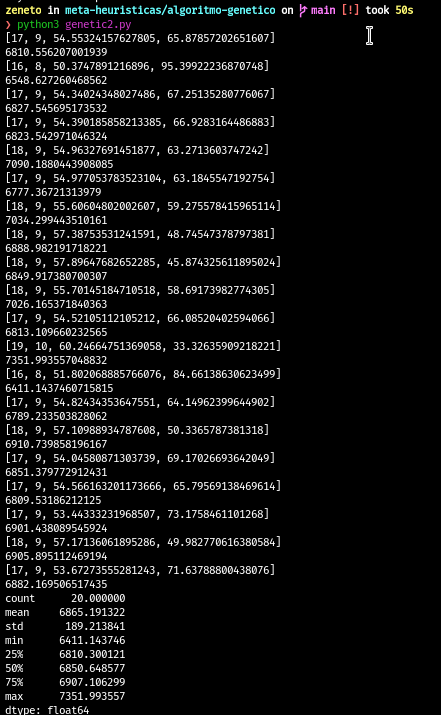 zeneto in meta-heuristicas/algoritmo-genetico on main [!] took 50s
❯ python3 genetic2.py
[17, 9, 54.55324157627805, 65.87857202651607]
6810.556207001939
[16, 8, 50.3747891216896, 95.39922236870748]
6548.627260468562
[17, 9, 54.34024348027486, 67.25135280776067]
6827.545695173532
[17, 9, 54.390185858213385, 66.9283164486883]
6823.542971046324
[18, 9, 54.96327691451877, 63.2713603747242]
7090.1880443908085
[17, 9, 54.977053783523104, 63.1845547192754]
6777.36721313979
[18, 9, 55.60604802002607, 59.275578415965114]
7034.299443510161
[18, 9, 57.38753531241591, 48.74547378797381]
6888.982191718221
[18, 9, 57.89647682652285, 45.874325611895024]
6849.917380700307
[18, 9, 55.70145184710518, 58.69173982774305]
7026.165371840363
[17, 9, 54.52105112105212, 66.08520402594066]
6813.109660232565
[19, 10, 60.24664751369058, 33.32635909218221]
7351.993557048832
[16, 8, 51.802068885766076, 84.66138630623499]
6411.1437460715815
[17, 9, 54.82434353647551, 64.14962399644902]
6789.233503828062
[18, 9, 57.10988934787608, 50.3365787381318]
6910.739858196167
[17, 9, 54.04580871303739, 69.17026693642049]
6851.379772912431
[17, 9, 54.566163201173666, 65.79569138469614]
6809.53186212125
[17, 9, 53.44333231968507, 73.1758461101268]
6901.438089545924
[18, 9, 57.17136061895286, 49.982770616380584]
6905.895112469194
[17, 9, 53.67273555281243, 71.63788800438076]
6882.169506517435
count 20.000000
mean 6865.191322
std 189.213841
min 6411.143746
25% 6810.300121
50% 6850.648577
75% 6907.106299
max 7351.993557
dtype: float64